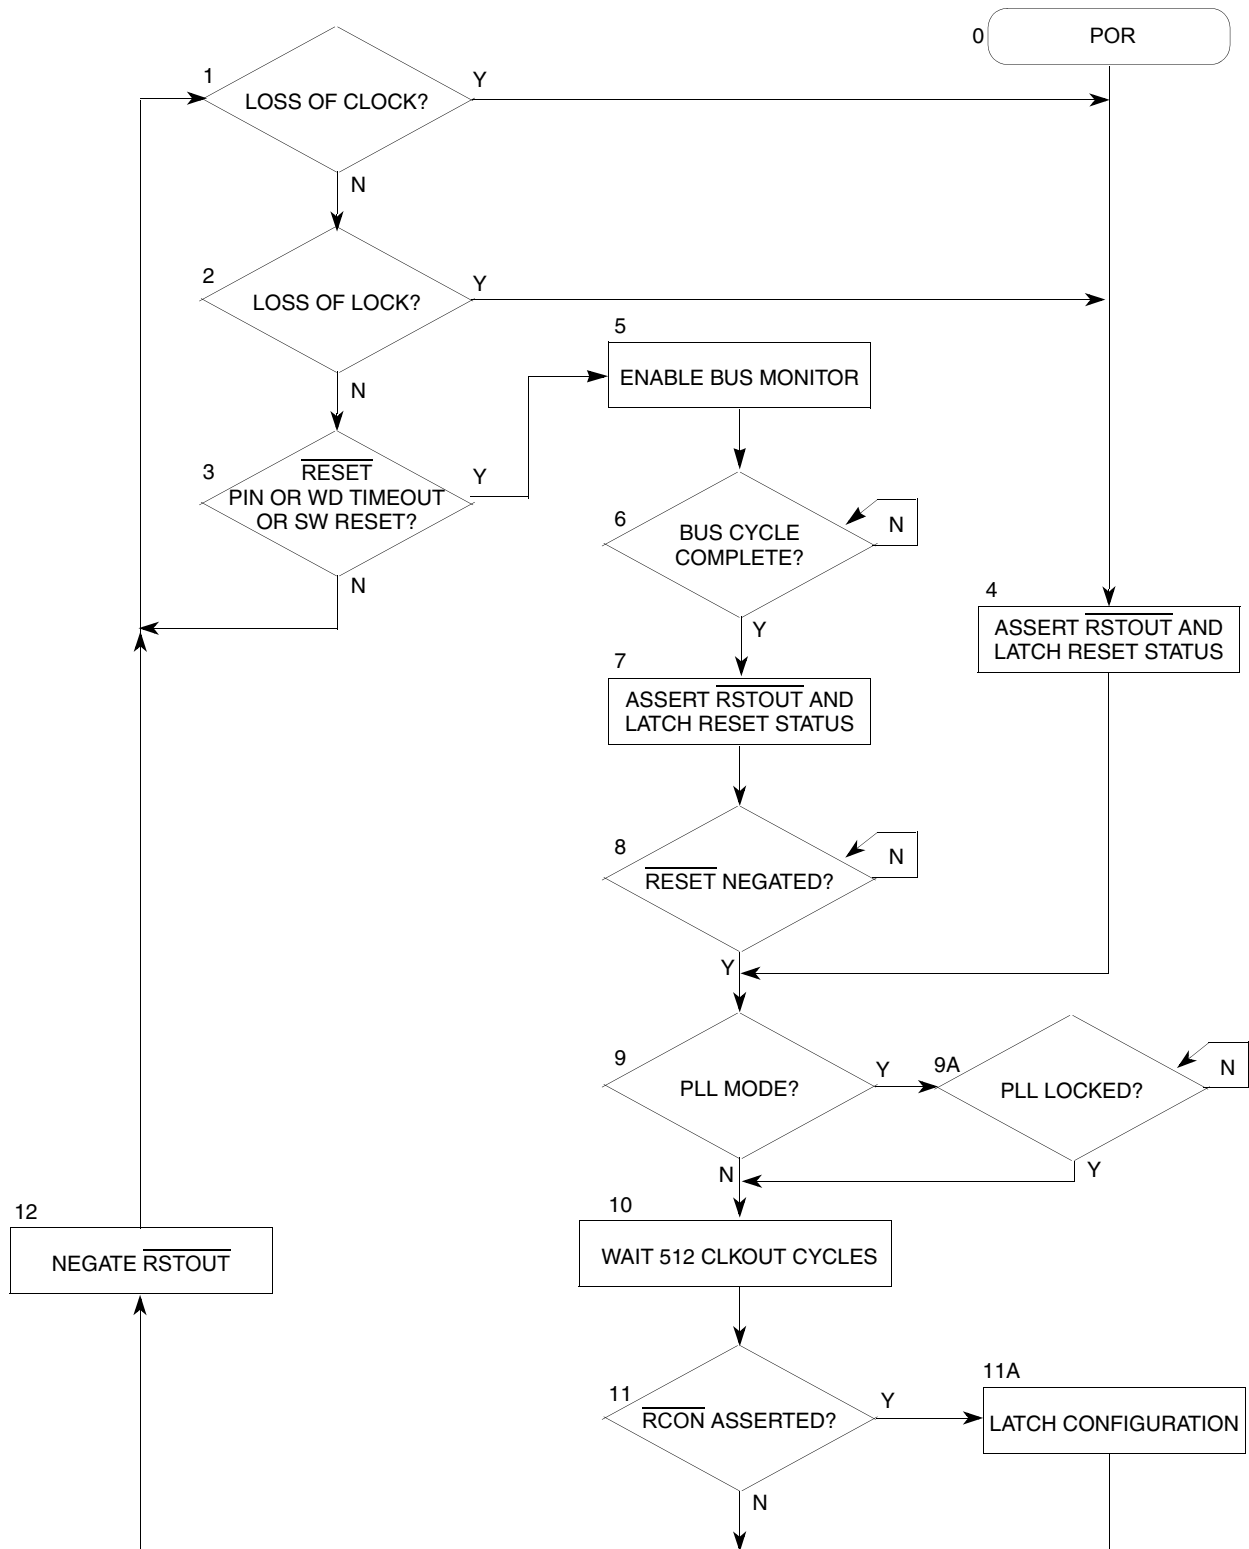 0
POR
1
LOSS OF CLOCK?
Y
N
2
LOSS OF LOCK?
Y
N
3
RESET
PIN OR WD TIMEOUT
OR SW RESET?
Y
N
5
ENABLE BUS MONITOR
6
BUS CYCLE
COMPLETE?
N
Y
4
ASSERT RSTOUT AND
LATCH RESET STATUS
7
ASSERT RSTOUT AND
LATCH RESET STATUS
8
RESET NEGATED?
N
Y
9
PLL MODE?
Y
N
9A
PLL LOCKED?
N
Y
10
WAIT 512 CLKOUT CYCLES
11
RCON ASSERTED?
Y
N
11A
LATCH CONFIGURATION
12
NEGATE RSTOUT